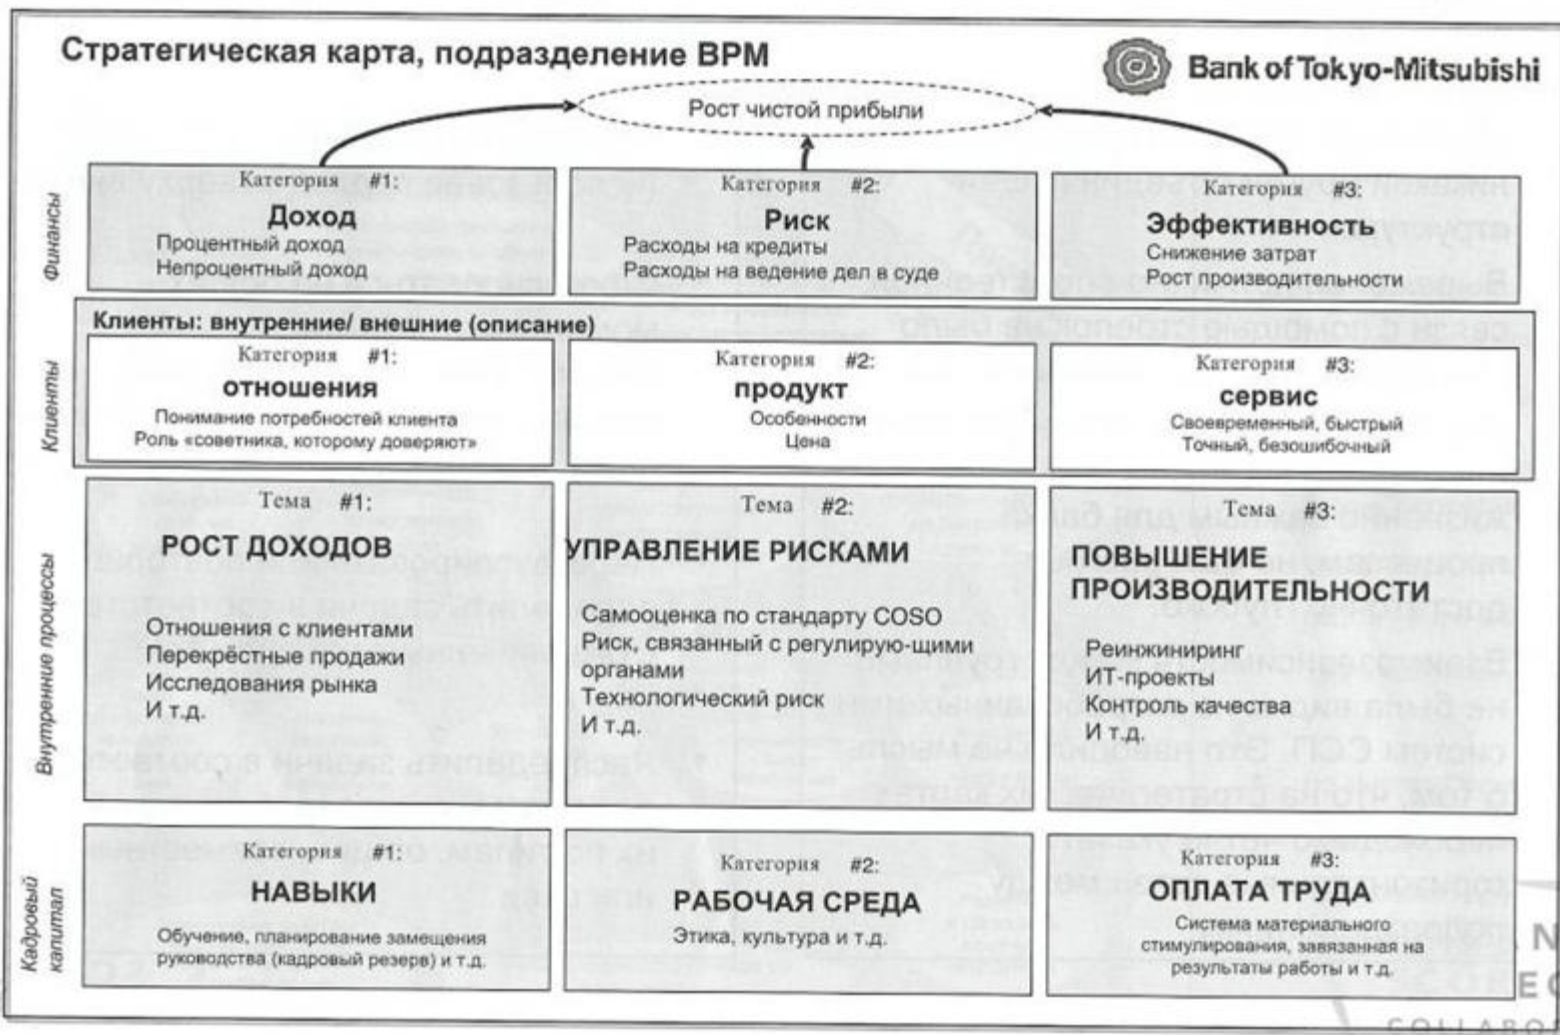 Стратегическая карта, подразделение BPM
Bank of Tokyo-Mitsubishi
Рост чистой прибыли
Финансы
Категория #1:
Доход
Процентный доход
Непроцентный доход
Категория #2:
Риск
Расходы на кредиты
Расходы на ведение дел в суде
Категория #3:
Эффективность
Снижение затрат
Рост производительности
Клиенты
Клиенты: внутренние/ внешние (описание)
Категория #1:
отношения
Понимание потребностей клиента
Роль «советника, которому доверяют»
Категория #2:
продукт
Особенности
Цена
Категория #3:
сервис
Своевременный, быстрый
Точный, безошибочный
Внутренние процессы
Тема #1:
РОСТ ДОХОДОВ
Отношения с клиентами
Перекрёстные продажи
Исследования рынка
И т.д.
Тема #2:
УПРАВЛЕНИЕ РИСКАМИ
Самооценка по стандарту COSO
Риск, связанный с регулирую-щими
органами
Технологический риск
И т.д.
Тема #3:
ПОВЫШЕНИЕ
ПРОИЗВОДИТЕЛЬНОСТИ
Реинжиниринг
ИТ-проекты
Контроль качества
И т.д.
Кадровый
капитал
Категория #1:
НАВЫКИ
Обучение, планирование замещения
руководства (кадровый резерв) и т.д.
Категория #2:
РАБОЧАЯ СРЕДА
Этика, культура и т.д.
Категория #3:
ОПЛАТА ТРУДА
Система материального
стимулирования, завязанная на
результаты работы и т.д.